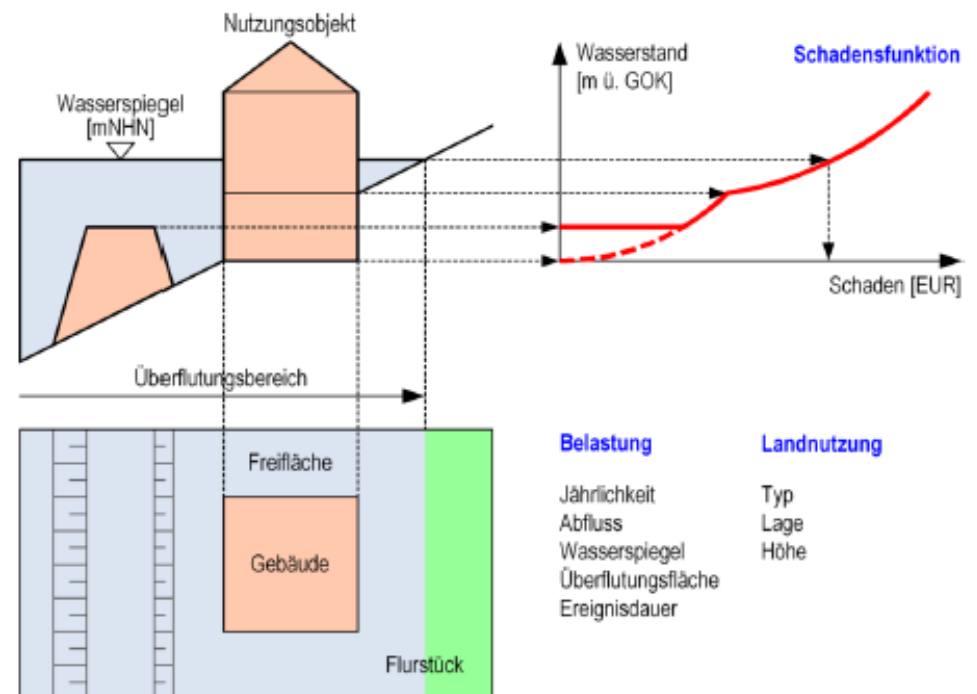 Nutzungsobjekt
Wasserspiegel
[mNHN]
Wasserstand
[m ü. GOK]
Schadensfunktion
Schaden [EUR]
Überflutungsbereich
Freifläche
Gebäude
Flurstück
Belastung
Jährlichkeit
Abfluss
Wasserspiegel
Überflutungsfläche
Ereignisdauer
Landnutzung
Typ
Lage
Höhe